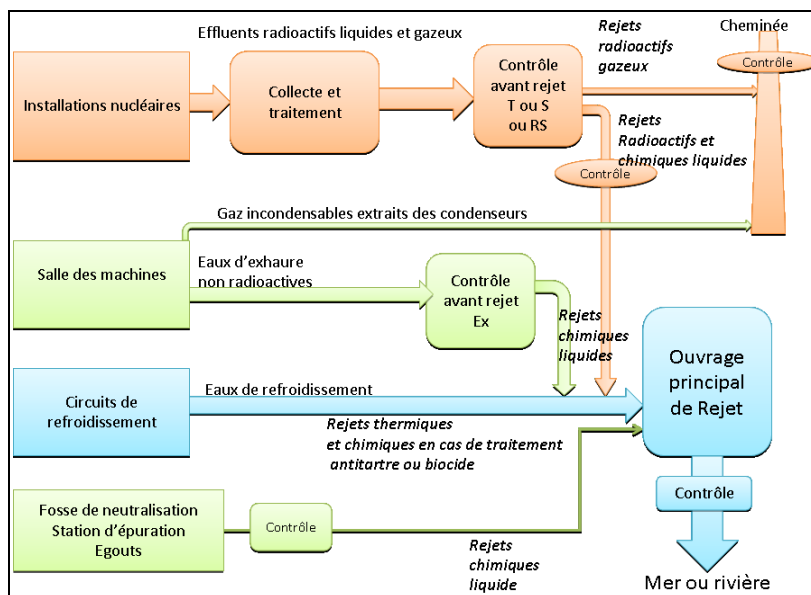 Effluents radioactifs liquides et gazeux
Rejets
radioactifs
gazeux
Cheminée
Contrôle
Installations nucléaires
Collecte et
traitement
Contrôle
avant rejet
T ou S
ou RS
Rejets
Radioactifs et
chimiques liquides
Contrôle
Gaz incondensables extraits des condenseurs
Salle des machines
Eaux d'exhaure
non radioactives
Contrôle
avant rejet
Ex
Rejets
chimiques
liquides
Ouvrage
principal
de Rejet
Circuits de
refroidissement
Eaux de refroidissement
Rejets thermiques
et chimiques en cas de traitement
antitartre ou biocide
Contrôle
Fosse de neutralisation
Station d'épuration
Egouts
Contrôle
Rejets
chimiques
liquide
Mer ou rivière